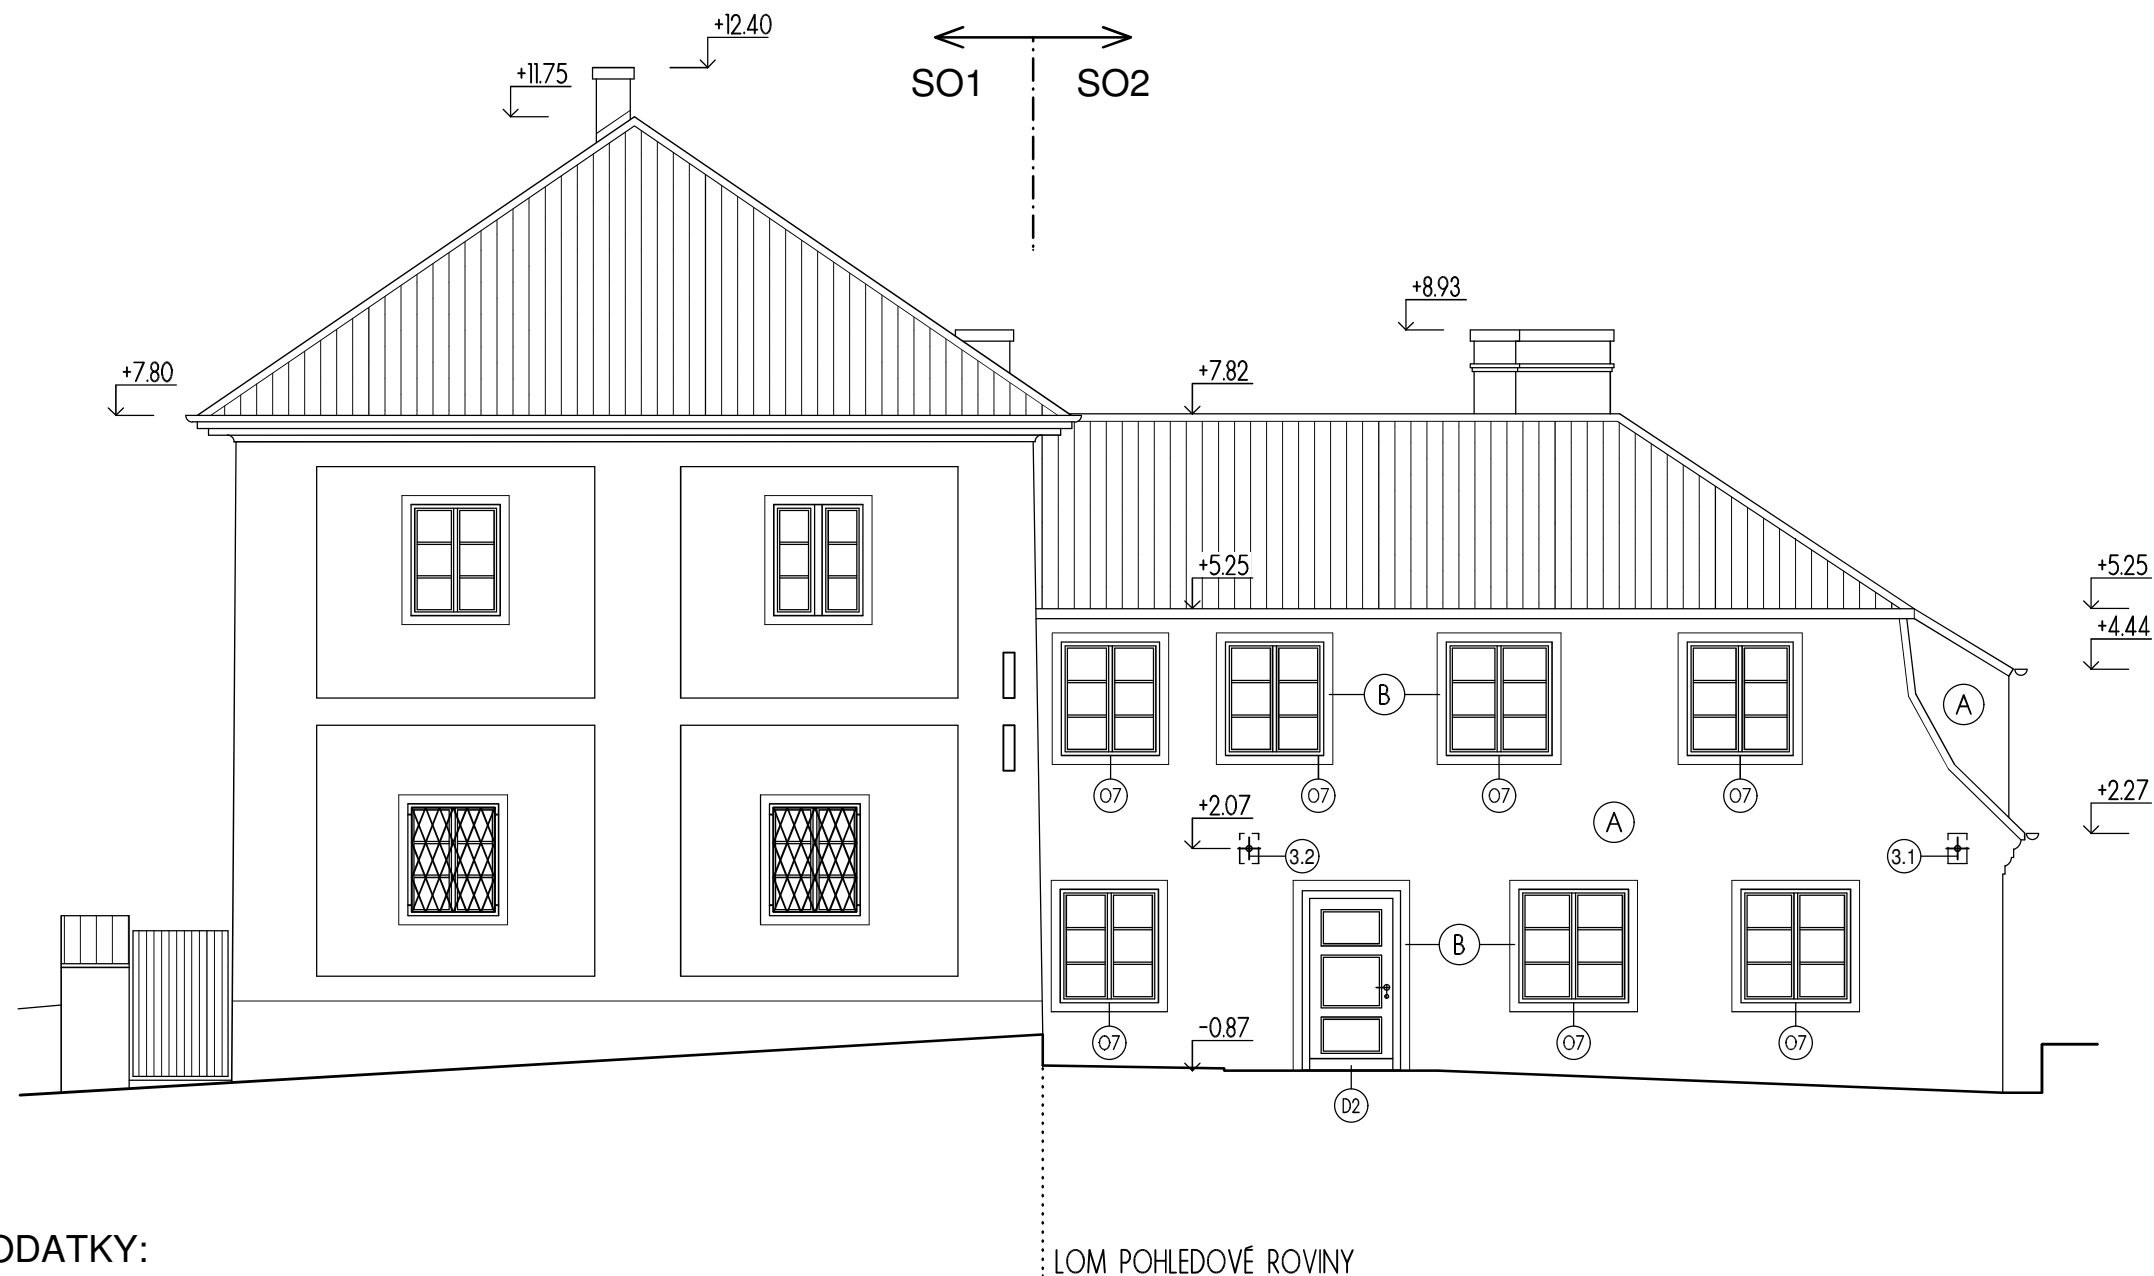 +12.40
+11.75
SO1 SO2
+8.93
+7.80
+7.82
+5.25
+5.25
+4.44
B
A
O7 O7 O7 O7
+2.07
+2.27
A
3.2
3.1
B
-0.87
O7 O7 O7
D2
ODATKY:
LOM POHLEDOVÉ ROVINY